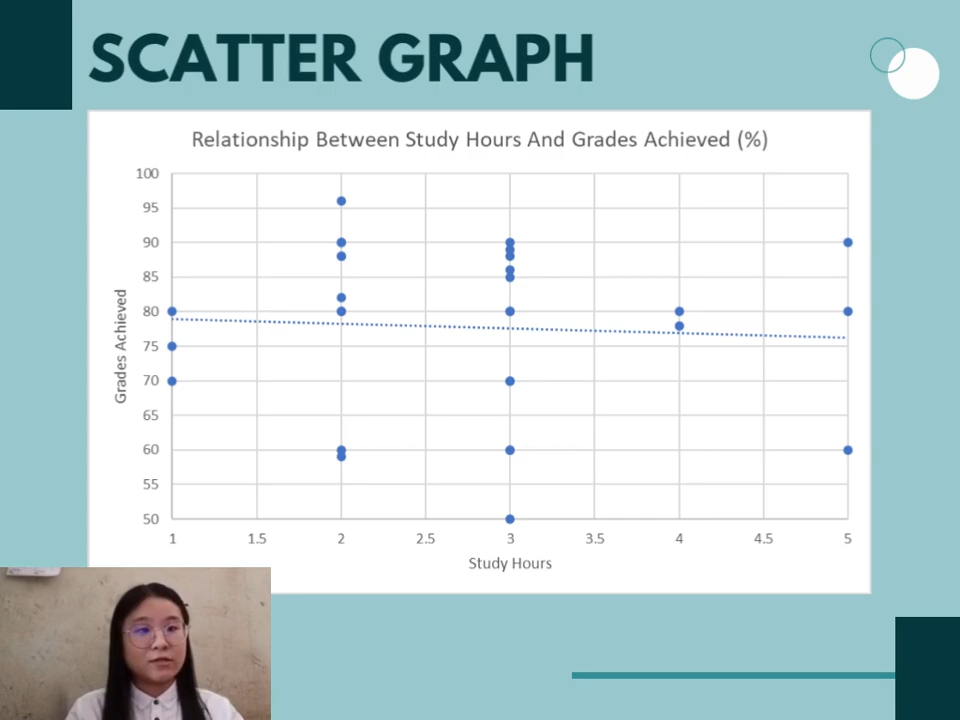 SCATTER GRAPH
Relationship Between Study Hours And Grades Achieved (%)
Grades Achieved
100
95
90
85
80
75
70
65
60
55
50
1 1.5 2 2.5 3 3.5 4 4.5 5
Study Hours